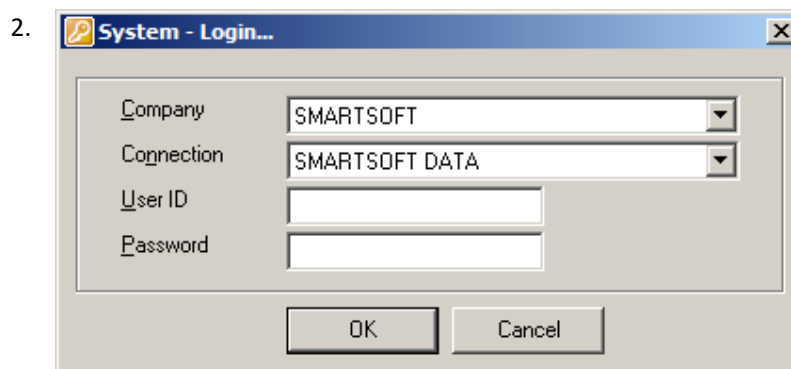 2.
System - Login...
Company SMARTSOFT
Connection SMARTSOFT DATA
User ID
Password
OK Cancel